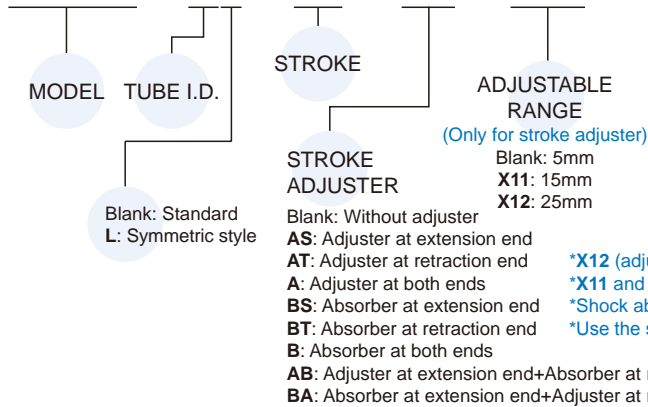 MODEL
TUBE I.D.
STROKE
ADJUSTABLE
RANGE
(Only for stroke adjuster)
Blank: 5mm
X11: 15mm
X12: 25mm
Blank: Standard
L: Symmetric style
STROKE
ADJUSTER
Blank: Without adjuster
AS: Adjuster at extension end
AT: Adjuster at retraction end *X12 (adj
A: Adjuster at both ends *X11 and
BS: Absorber at extension end *Shock ab
BT: Absorber at retraction end *Use the s
B: Absorber at both ends
AB: Adjuster at extension end+Absorber at r
BA: Absorber at extension end+Adjuster at r